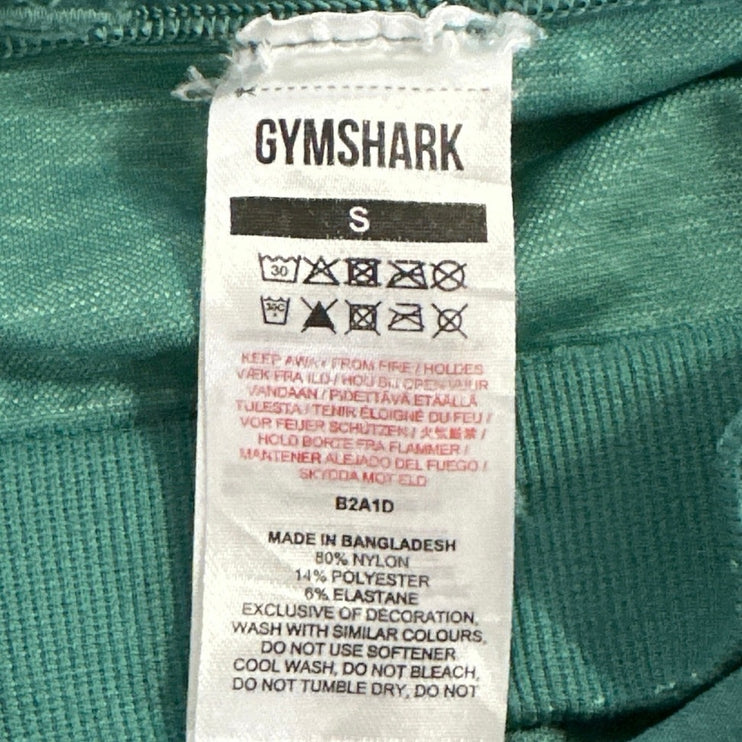 GYMSHARK
S
30
30C
KEEP AWAY FROM FIRE / HOLDES
VÆK FRA ILD / HOU BIJ OPEN VUUR
VANDAAN / PIDETTÄVÄ ETÄÄLLÄ
TULESTA / TENIR ÉLOIGNÉ DU FEU /
VOR FEUER SCHÜTZEN / 火気厳禁 /
HOLD BORTE FRA FLAMMER /
MANTENER ALEJADO DEL FUEGO /
SKYDDA MOT ELD
B2A1D
MADE IN BANGLADESH
80% NYLON
14% POLYESTER
6% ELASTANE
EXCLUSIVE OF DECORATION,
WASH WITH SIMILAR COLOURS,
DO NOT USE SOFTENER
COOL WASH, DO NOT BLEACH,
DO NOT TUMBLE DRY, DO NOT